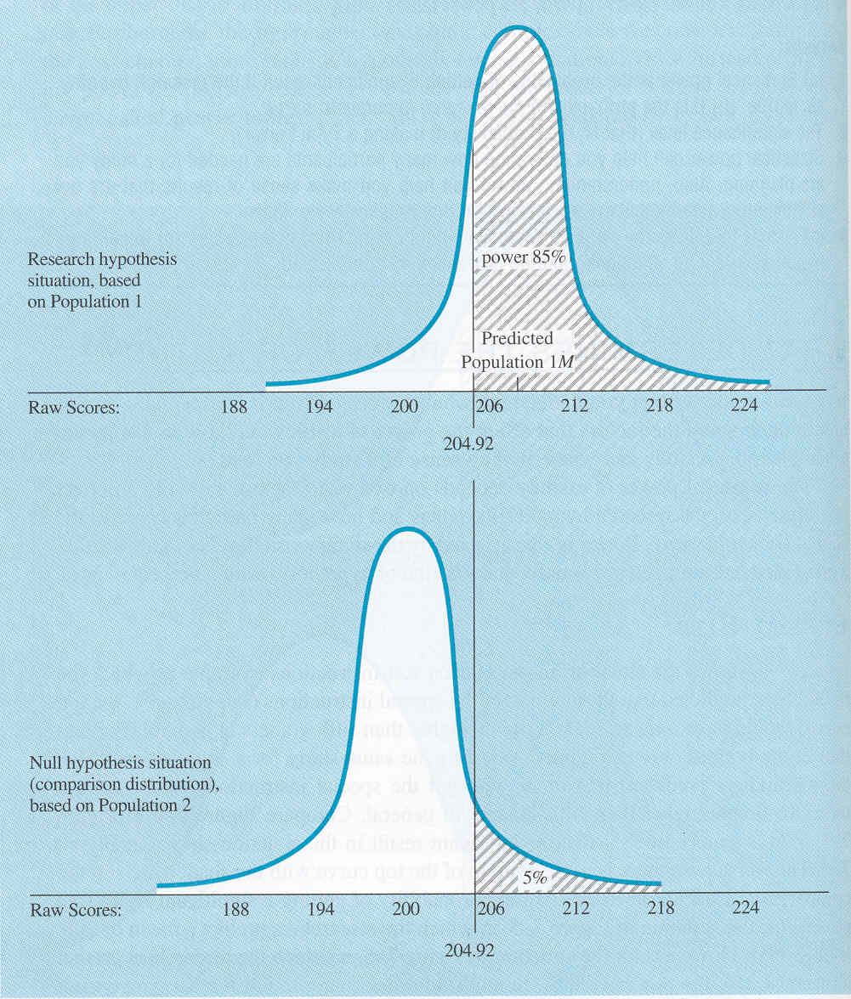 Research hypothesis
situation, based
on Population 1
power 85%
Predicted
Population 1M
Raw Scores: 188 194 200 206 212 218 224
204.92
Null hypothesis situation
(comparison distribution),
based on Population 2
5%
Raw Scores: 188 194 200 206 212 218 224
204.92